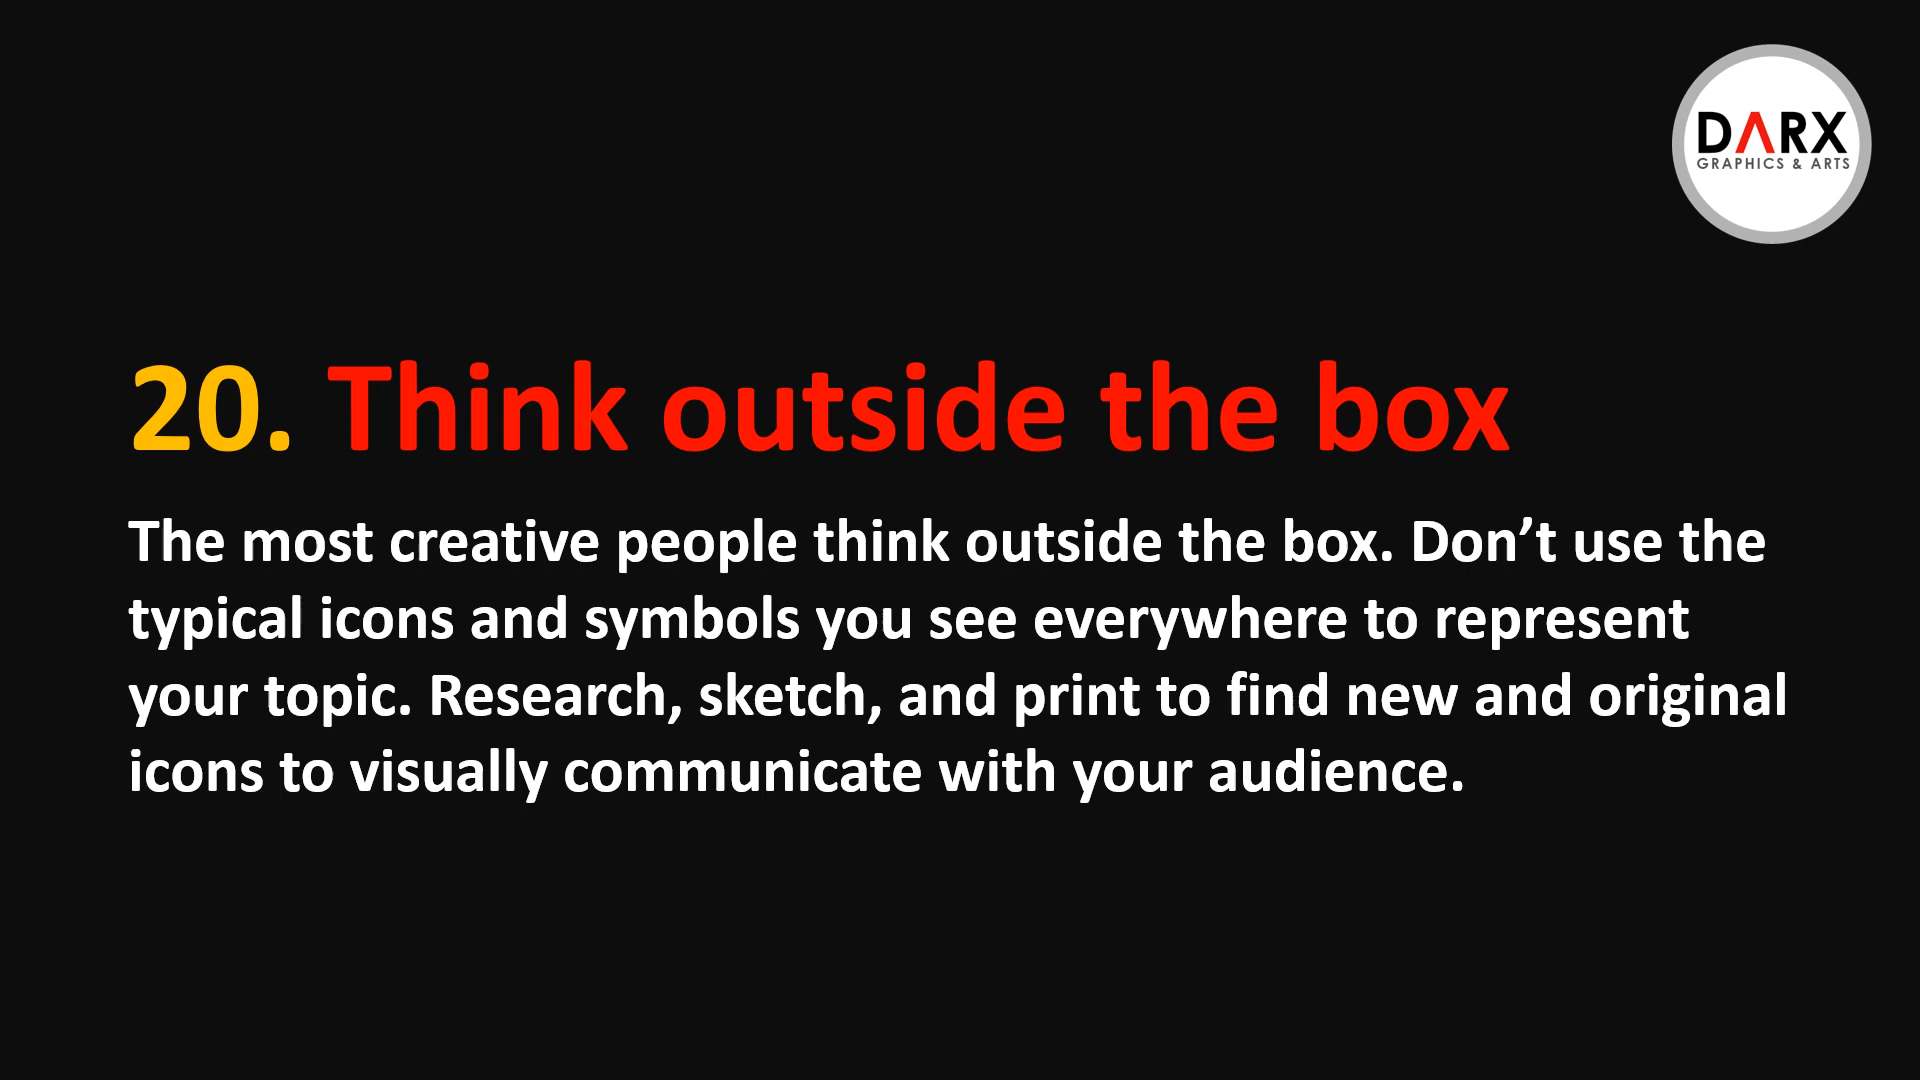 DARX
GRAPHICS & ARTS
20. Think outside the box
The most creative people think outside the box. Don’t use the
typical icons and symbols you see everywhere to represent
your topic. Research, sketch, and print to find new and original
icons to visually communicate with your audience.